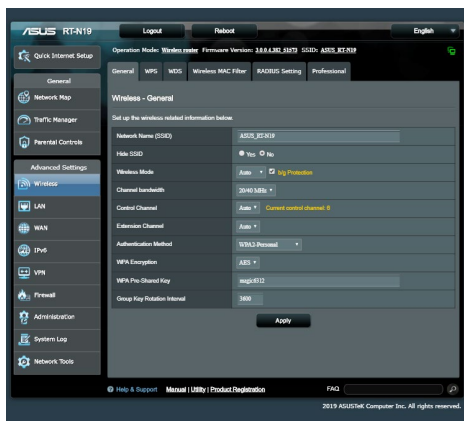 ASUS RT-N19 Logout Reboot English
Quick Internet Setup
Operation Mode: Wireless router Firmware Version: 3.0.0.4.382_51573 SSID: ASUS_RT-N19
General WPS WDS Wireless MAC Filter RADIUS Setting Professional
General
Network Map
Traffic Manager
Parental Controls
Advanced Settings
Wireless
LAN
WAN
IPv6
VPN
Firewall
Administration
System Log
Network Tools
Wireless - General
Set up the wireless related information below.
Network Name (SSID) ASUS_RT-N19
Hide SSID Yes No
Wireless Mode Auto b/g Protection
Channel bandwidth 20/40 MHz
Control Channel Auto Current control channel: 6
Extension Channel Auto
Authentication Method WPA2-Personal
WPA Encryption AES
WPA Pre-Shared Key magic0312
Group Key Rotation Interval 3600
Apply
Help & Support Manual | Utility | Product Registration FAQ
2019 ASUSTeK Computer Inc. All rights reserved.